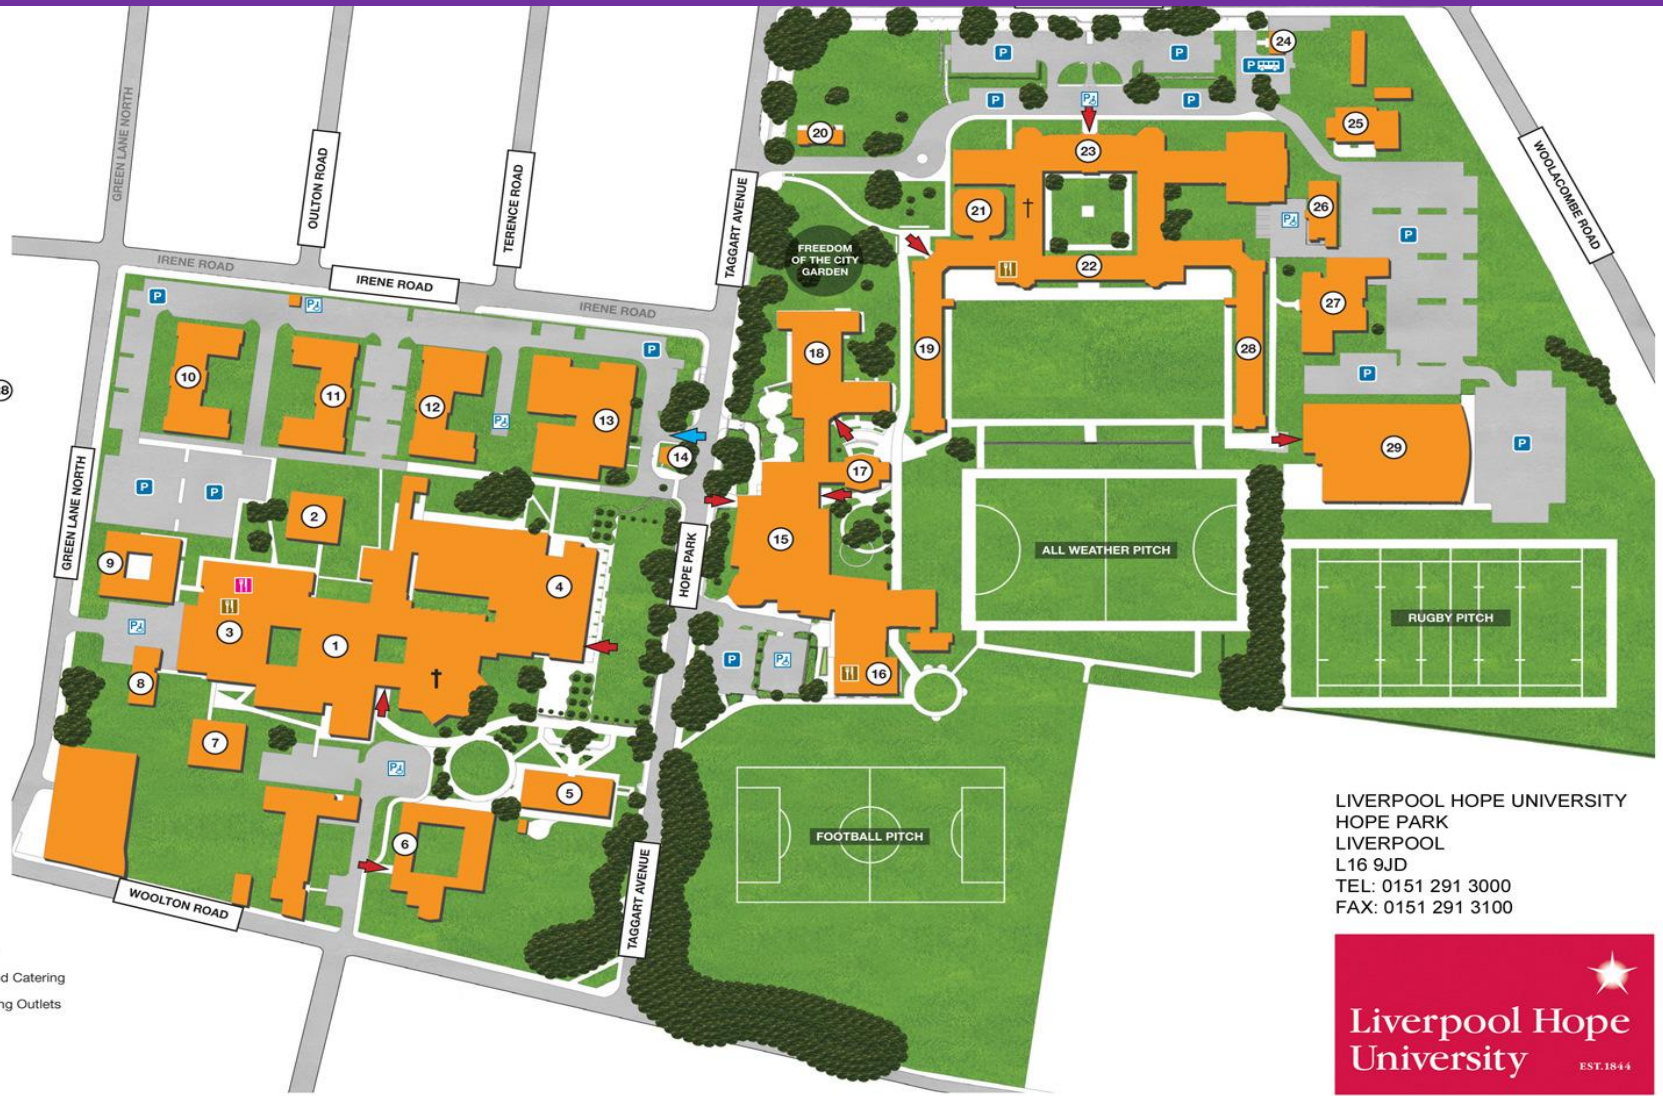 24
P
P
P
P
P
P
25
23
20
GREEN LANE NORTH
OULTON ROAD
TERENCE ROAD
TAGGART AVENUE
WOOLACOMBE ROAD
21
26
P
P
FREEDOM
OF THE CITY
GARDEN
22
IRENE ROAD
IRENE ROAD
IRENE ROAD
P
P
27
P
18
19
28
P
10
11
12
13
P
8
14
17
29
P
GREEN LANE NORTH
P
P
2
15
HOPE PARK
ALL WEATHER PITCH
9
4
3
1
P
RUGBY PITCH
P
P
16
8
7
P
5
6
FOOTBALL PITCH
TAGGART AVENUE
WOOLTON ROAD
d Catering
ng Outlets
LIVERPOOL HOPE UNIVERSITY
HOPE PARK
LIVERPOOL
L16 9JD
TEL: 0151 291 3000
FAX: 0151 291 3100
Liverpool Hope
University
EST.1844